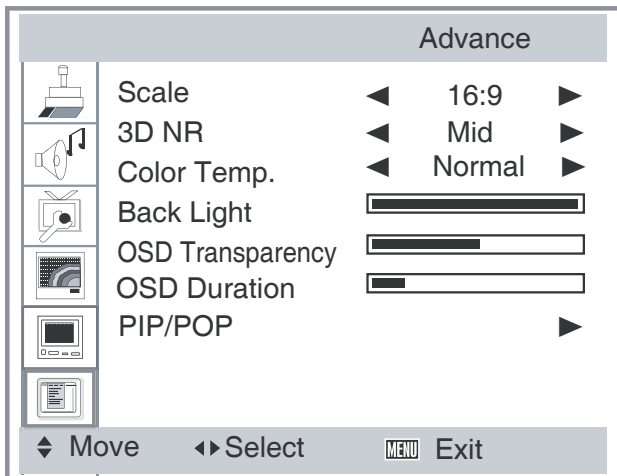 Advance
Scale 16:9
3D NR Mid
Color Temp. Normal
Back Light
OSD Transparency
OSD Duration
PIP/POP
Move Select MENU Exit